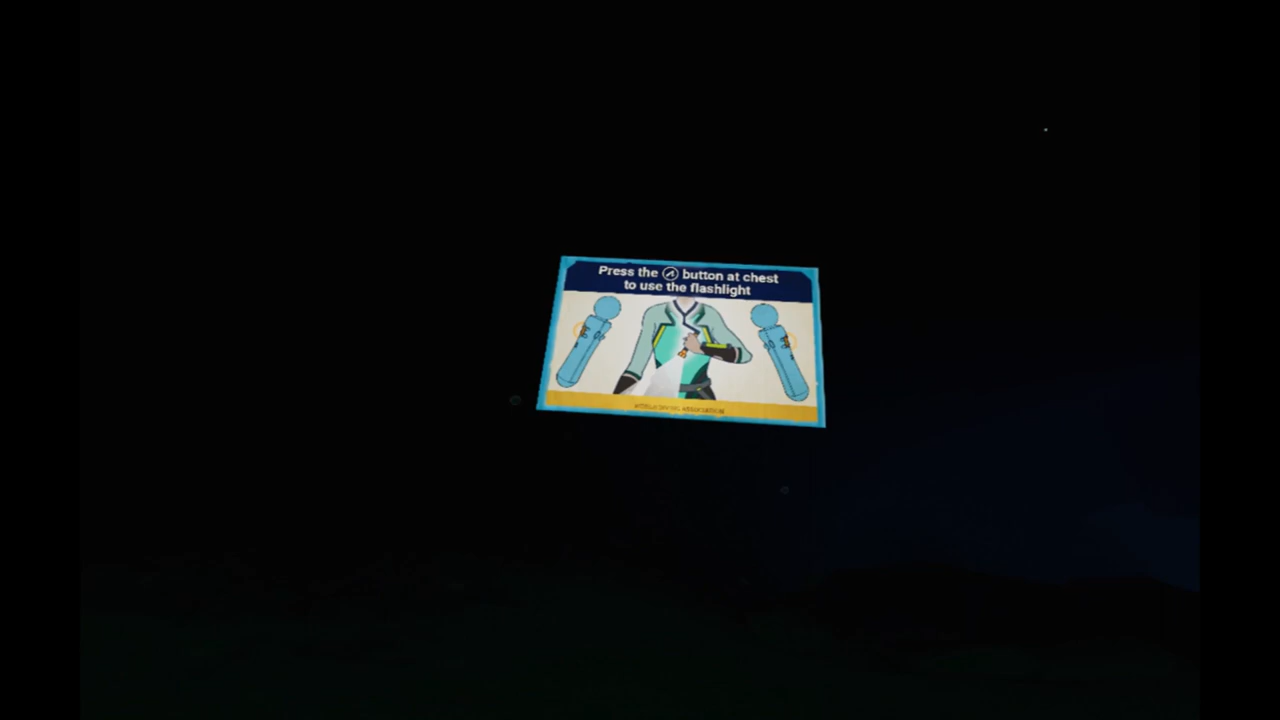 Press the button at chest
to use the flashlight